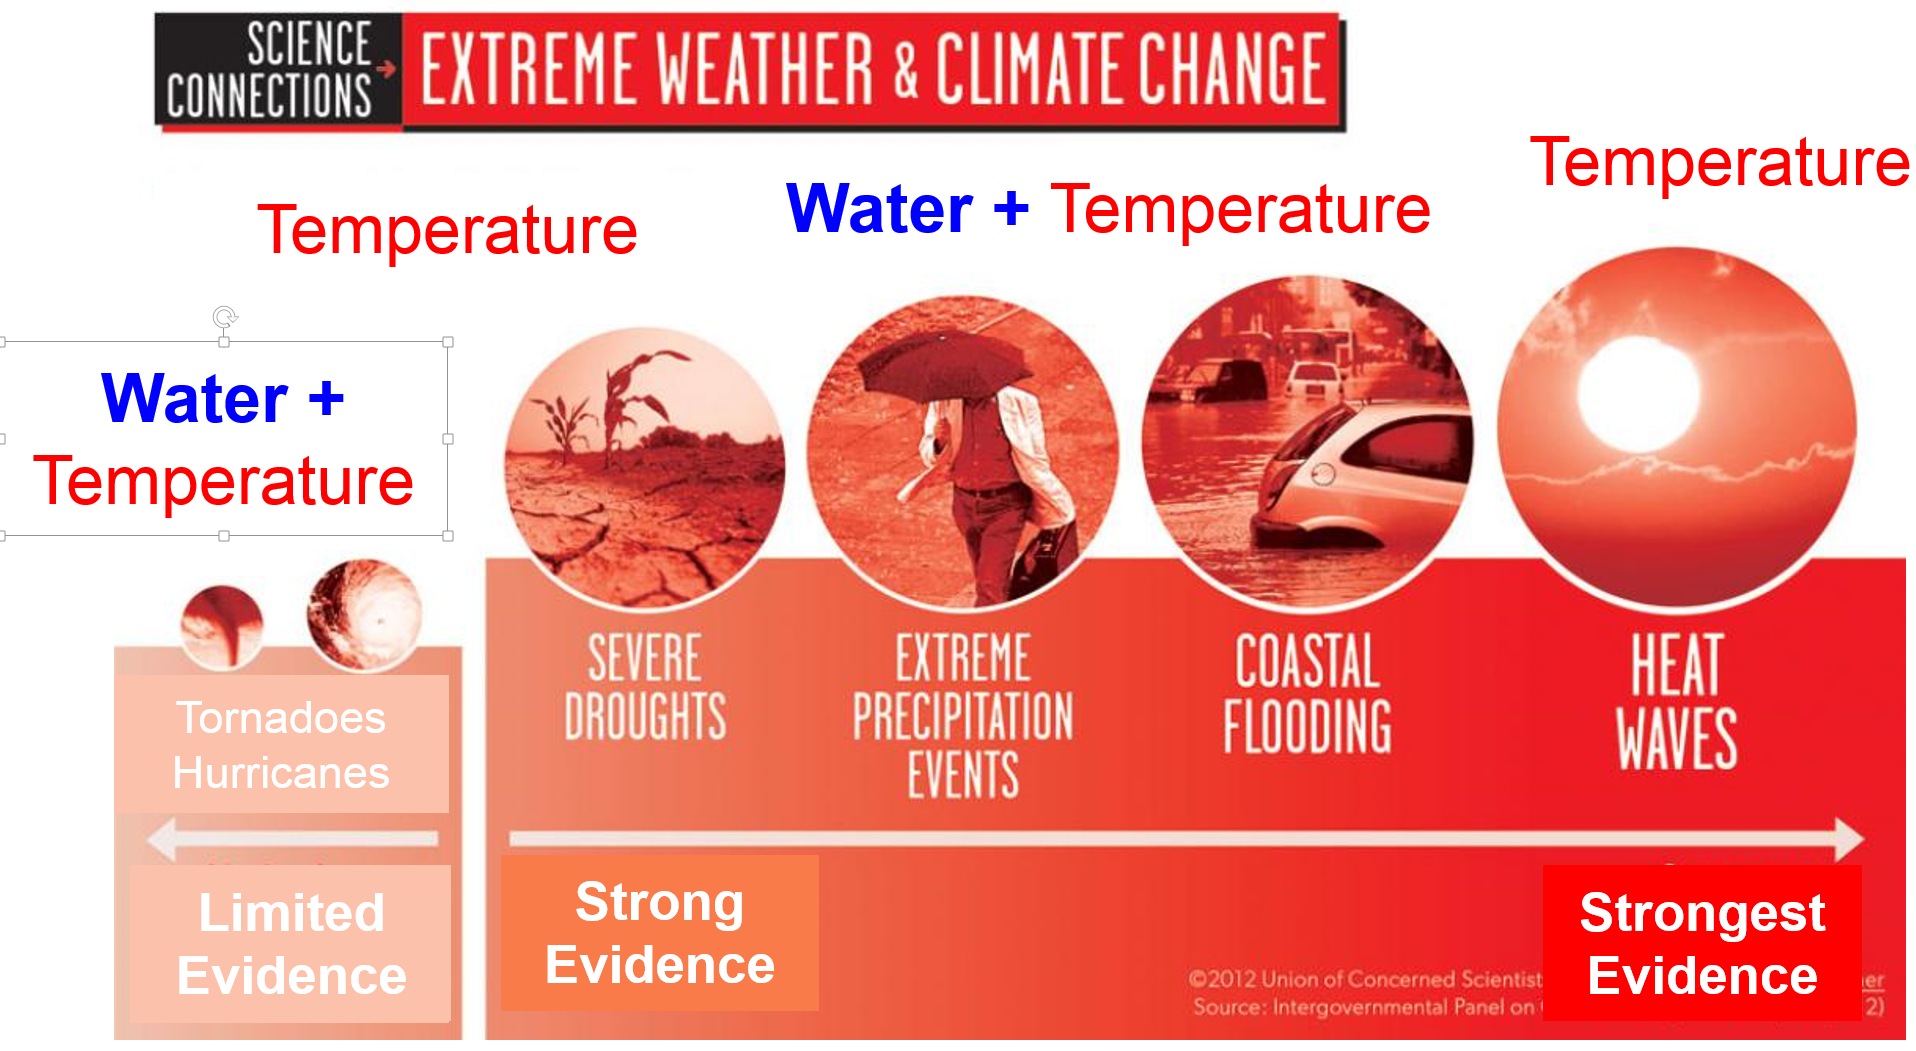 SCIENCE
CONNECTIONS
EXTREME WEATHER & CLIMATE CHANGE
Temperature
Water + Temperature
Temperature
Water +
Temperature
Tornadoes
Hurricanes
SEVERE
DROUGHTS
EXTREME
PRECIPITATION
EVENTS
COASTAL
FLOODING
HEAT
WAVES
Limited
Evidence
Strong
Evidence
Strongest
Evidence
©2012 Union of Concerned Scientist
Source: Intergovernmental Panel on
er
2)